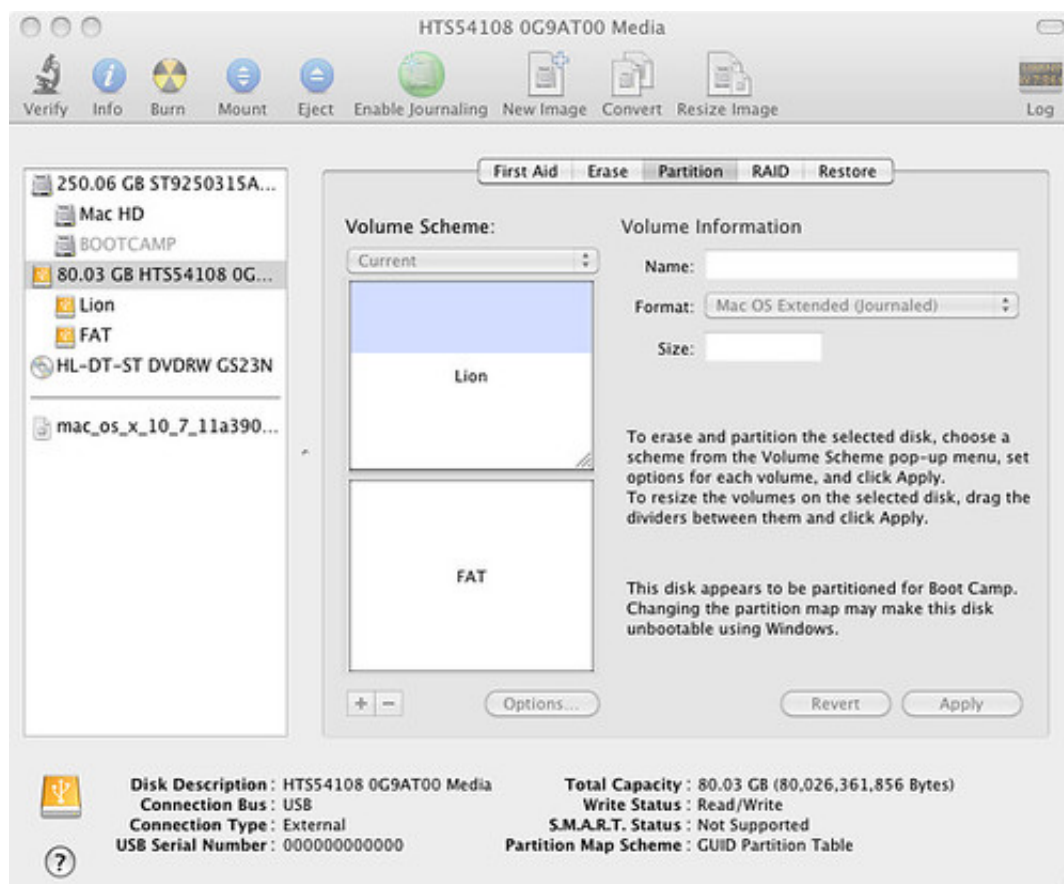 HTS54108 0G9AT00 Media
Verify Info Burn Mount Eject Enable Journaling New Image Convert Resize Image Log
First Aid Erase Partition RAID Restore
250.06 GB ST9250315A...
Mac HD
BOOTCAMP
80.03 GB HTS54108 0G...
Lion
FAT
HL-DT-ST DVDRW GS23N
mac_os_x_10_7_11a390...
Volume Scheme:
Current
Lion
FAT
+ −
Options...
Volume Information
Name:
Format: Mac OS Extended (Journaled)
Size:
To erase and partition the selected disk, choose a
scheme from the Volume Scheme pop-up menu, set
options for each volume, and click Apply.
To resize the volumes on the selected disk, drag the
dividers between them and click Apply.
This disk appears to be partitioned for Boot Camp.
Changing the partition map may make this disk
unbootable using Windows.
Revert Apply
Disk Description : HTS54108 0G9AT00 Media
Connection Bus : USB
Connection Type : External
USB Serial Number : 000000000000
Total Capacity : 80.03 GB (80,026,361,856 Bytes)
Write Status : Read/Write
S.M.A.R.T. Status : Not Supported
Partition Map Scheme : GUID Partition Table
?